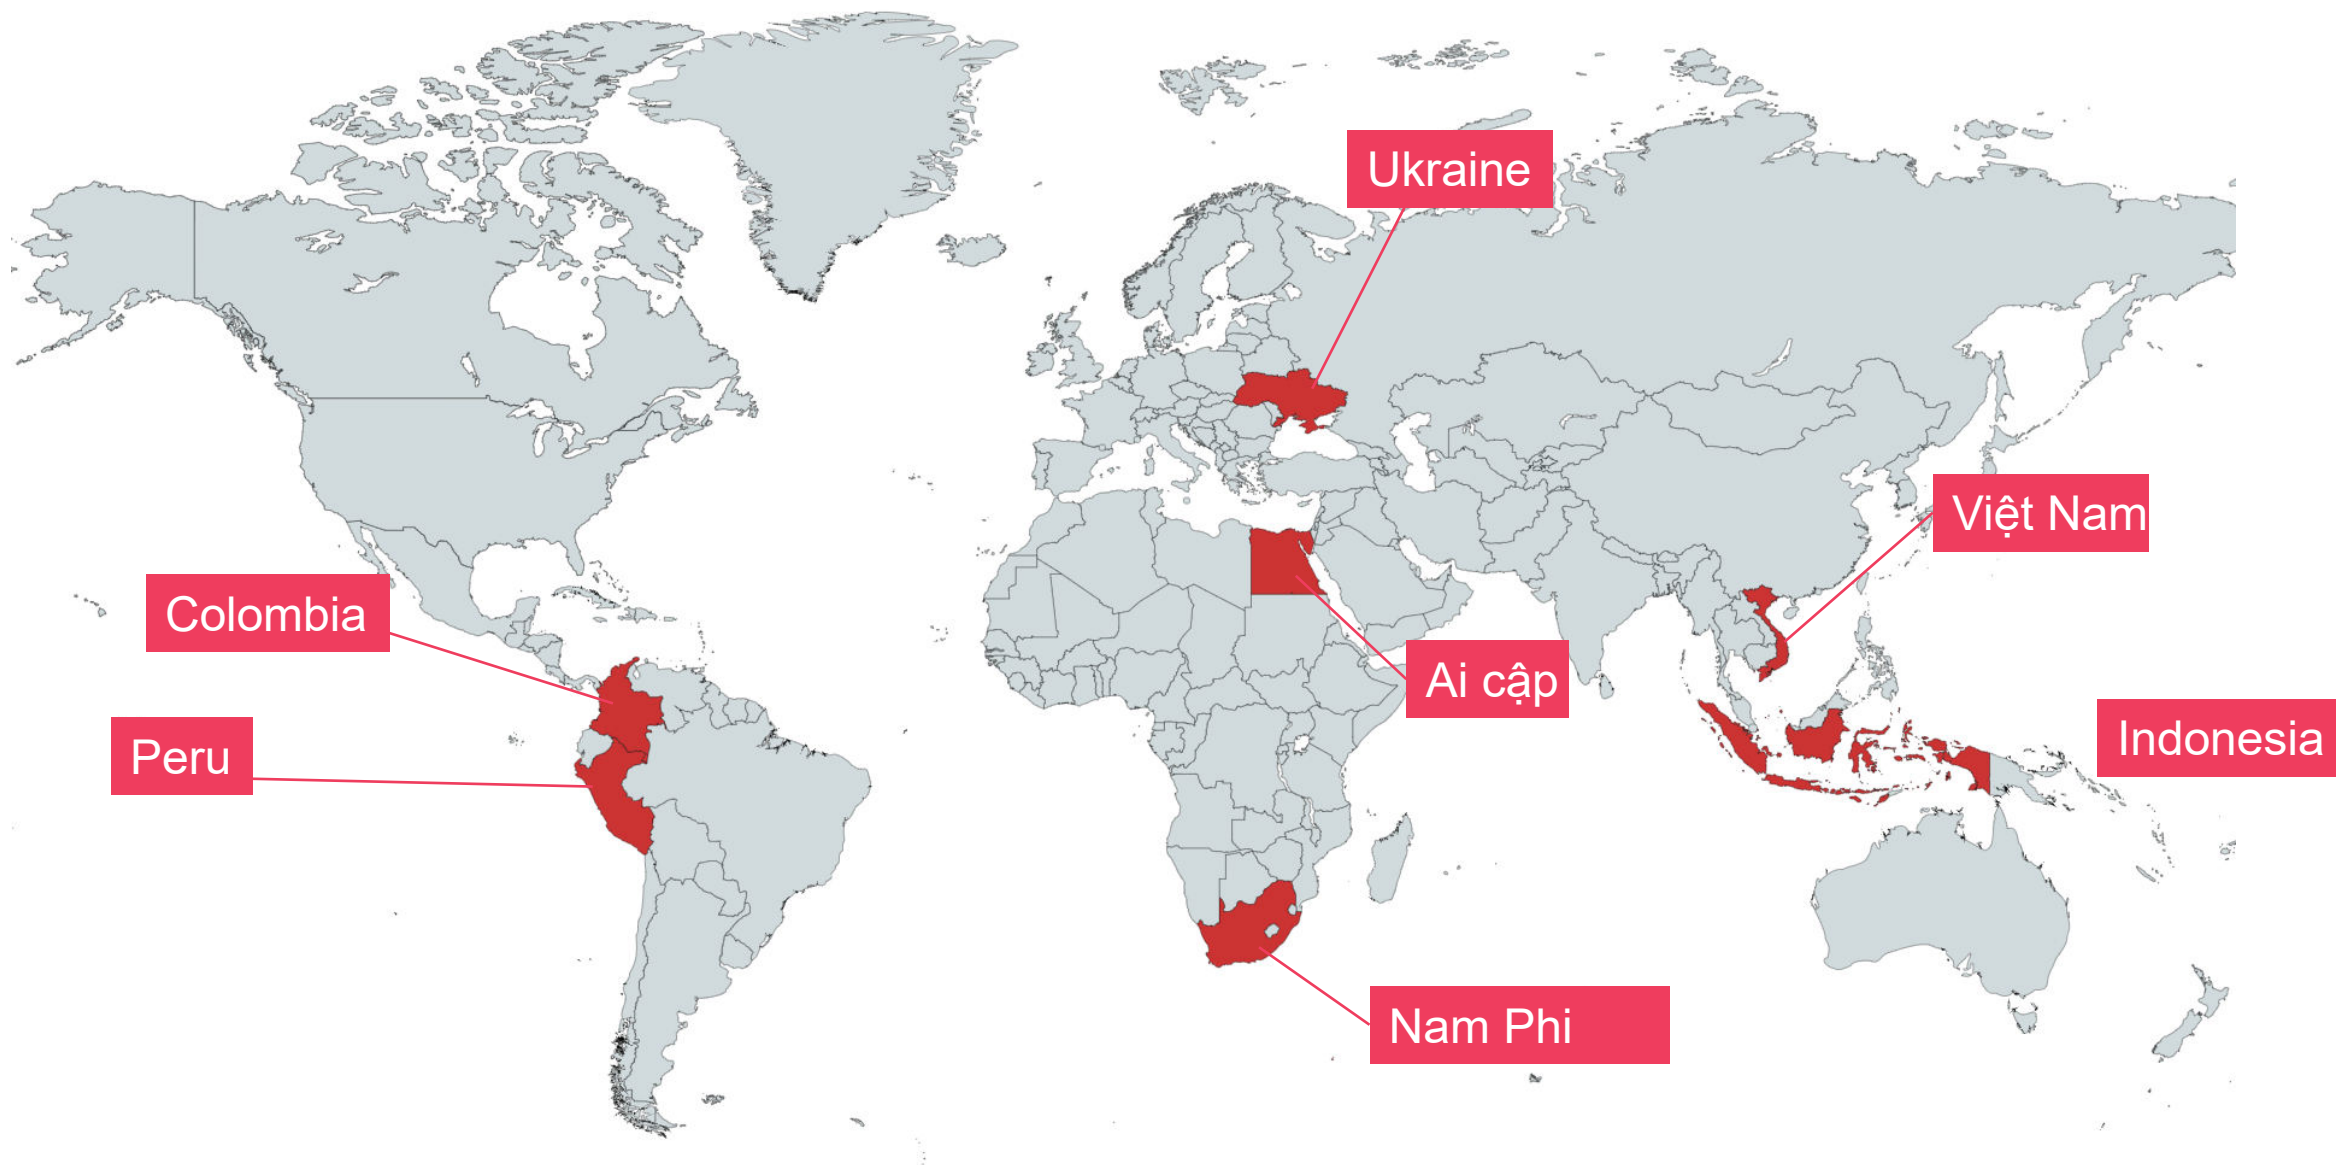 Ukraine
Việt Nam
Colombia
Ai cập
Indonesia
Peru
Nam Phi